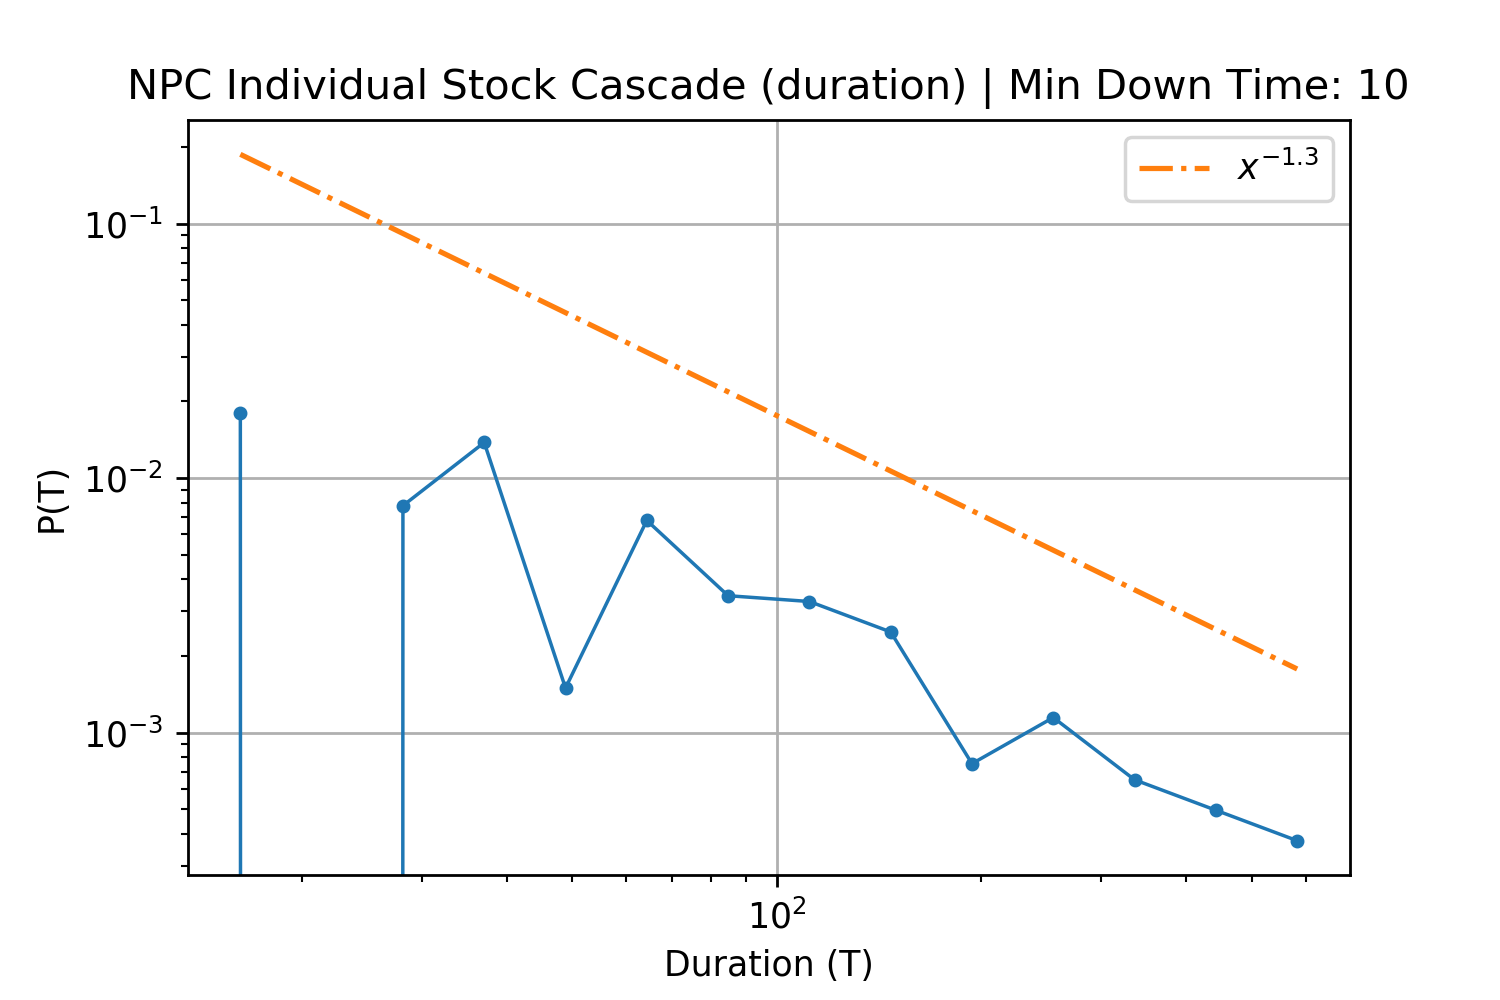 NPC Individual Stock Cascade (duration) | Min Down Time: 10
x^{-1.3}
10^{-1}
10^{-2}
10^{-3}
P(T)
10^{2}
Duration (T)